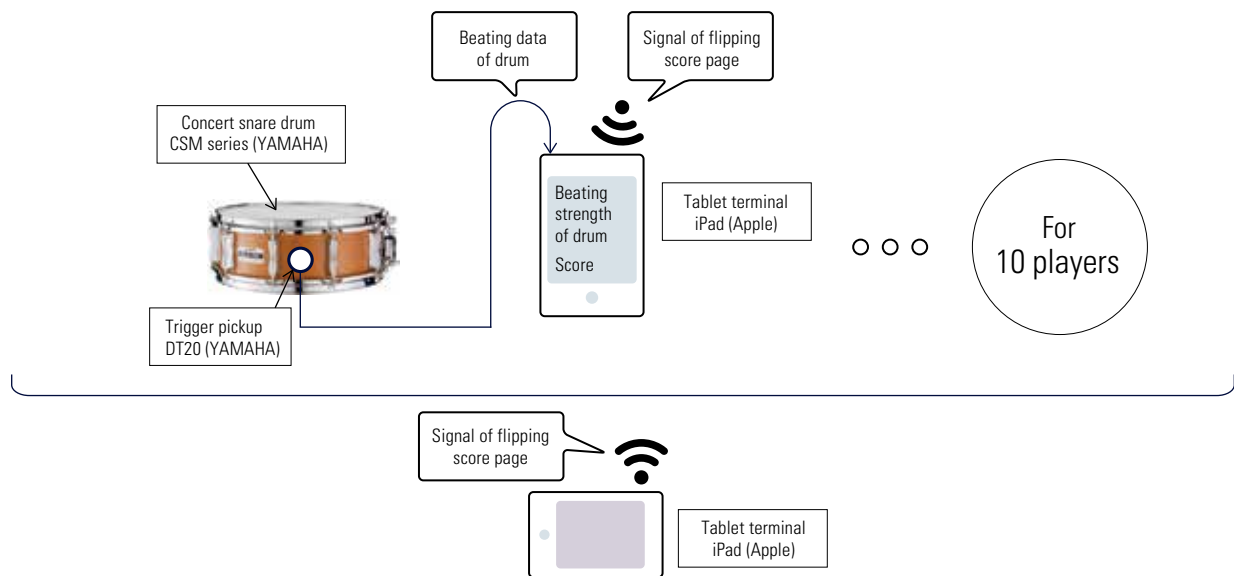 Beating data
of drum
Signal of flipping
score page
Concert snare drum
CSM series (YAMAHA)
Beating
strength
of drum
Score
Tablet terminal
iPad (Apple)
For
10 players
Trigger pickup
DT20 (YAMAHA)
Signal of flipping
score page
Tablet terminal
iPad (Apple)